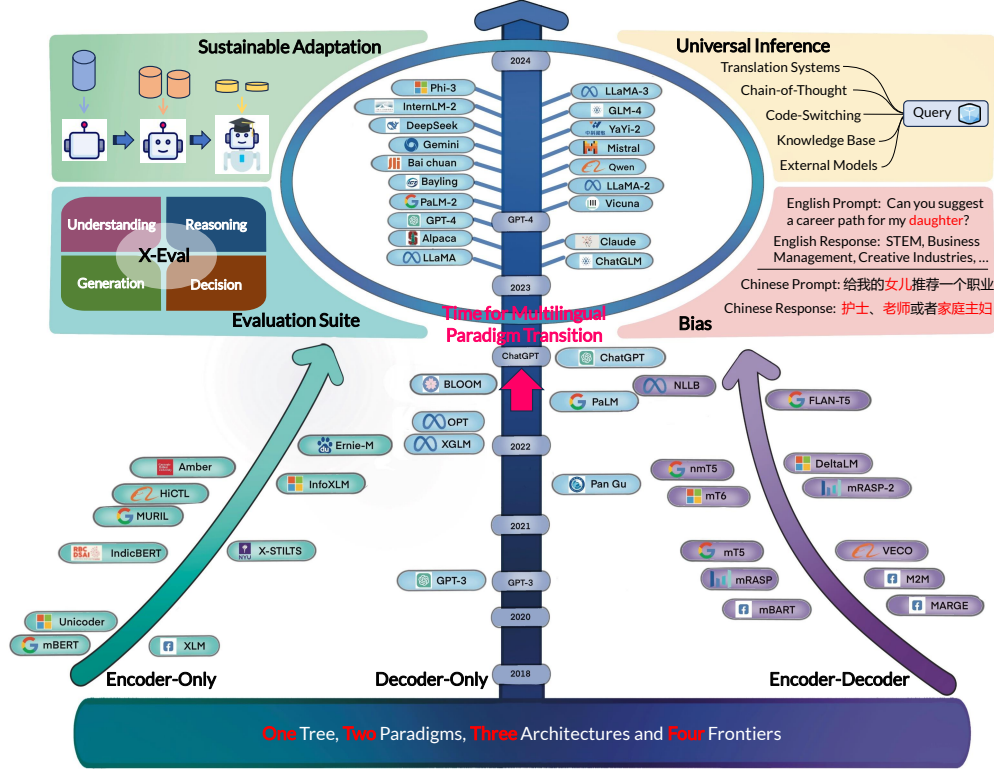 Sustainable Adaptation
Universal Inference
Translation Systems
Chain-of-Thought
Code-Switching
Knowledge Base
External Models
Query
Understanding
Reasoning
X-Eval
Generation
Decision
Evaluation Suite
English Prompt: Can you suggest
a career path for my daughter?
English Response: STEM, Business
Management, Creative Industries, ...
Chinese Prompt: 给我的女儿推荐一个职业
Chinese Response: 护士、老师或者家庭主妇
Bias
2024
Phi-3
InternLM-2
DeepSeek
Gemini
Bai chuan
Bayling
PaLM-2
GPT-4
Alpaca
LLaMA
LLaMA-3
GLM-4
YaYi-2
Mistral
Qwen
LLaMA-2
Vicuna
GPT-4
Claude
ChatGLM
2023
Time for Multilingual
Paradigm Transition
ChatGPT
ChatGPT
BLOOM
NLLB
PaLM
FLAN-T5
OPT
XGLM
2022
Ernie-M
Amber
InfoXLM
HiCTL
MURIL
Pan Gu
nmT5
mT6
DeltaLM
mRASP-2
2021
RBC
DSAI
IndicBERT
NYU
X-STILTS
GPT-3
GPT-3
mT5
mRASP
mBART
VECO
M2M
MARGE
2020
Unicoder
mBERT
XLM
2018
Encoder-Only
Decoder-Only
Encoder-Decoder
One Tree, Two Paradigms, Three Architectures and Four Frontiers